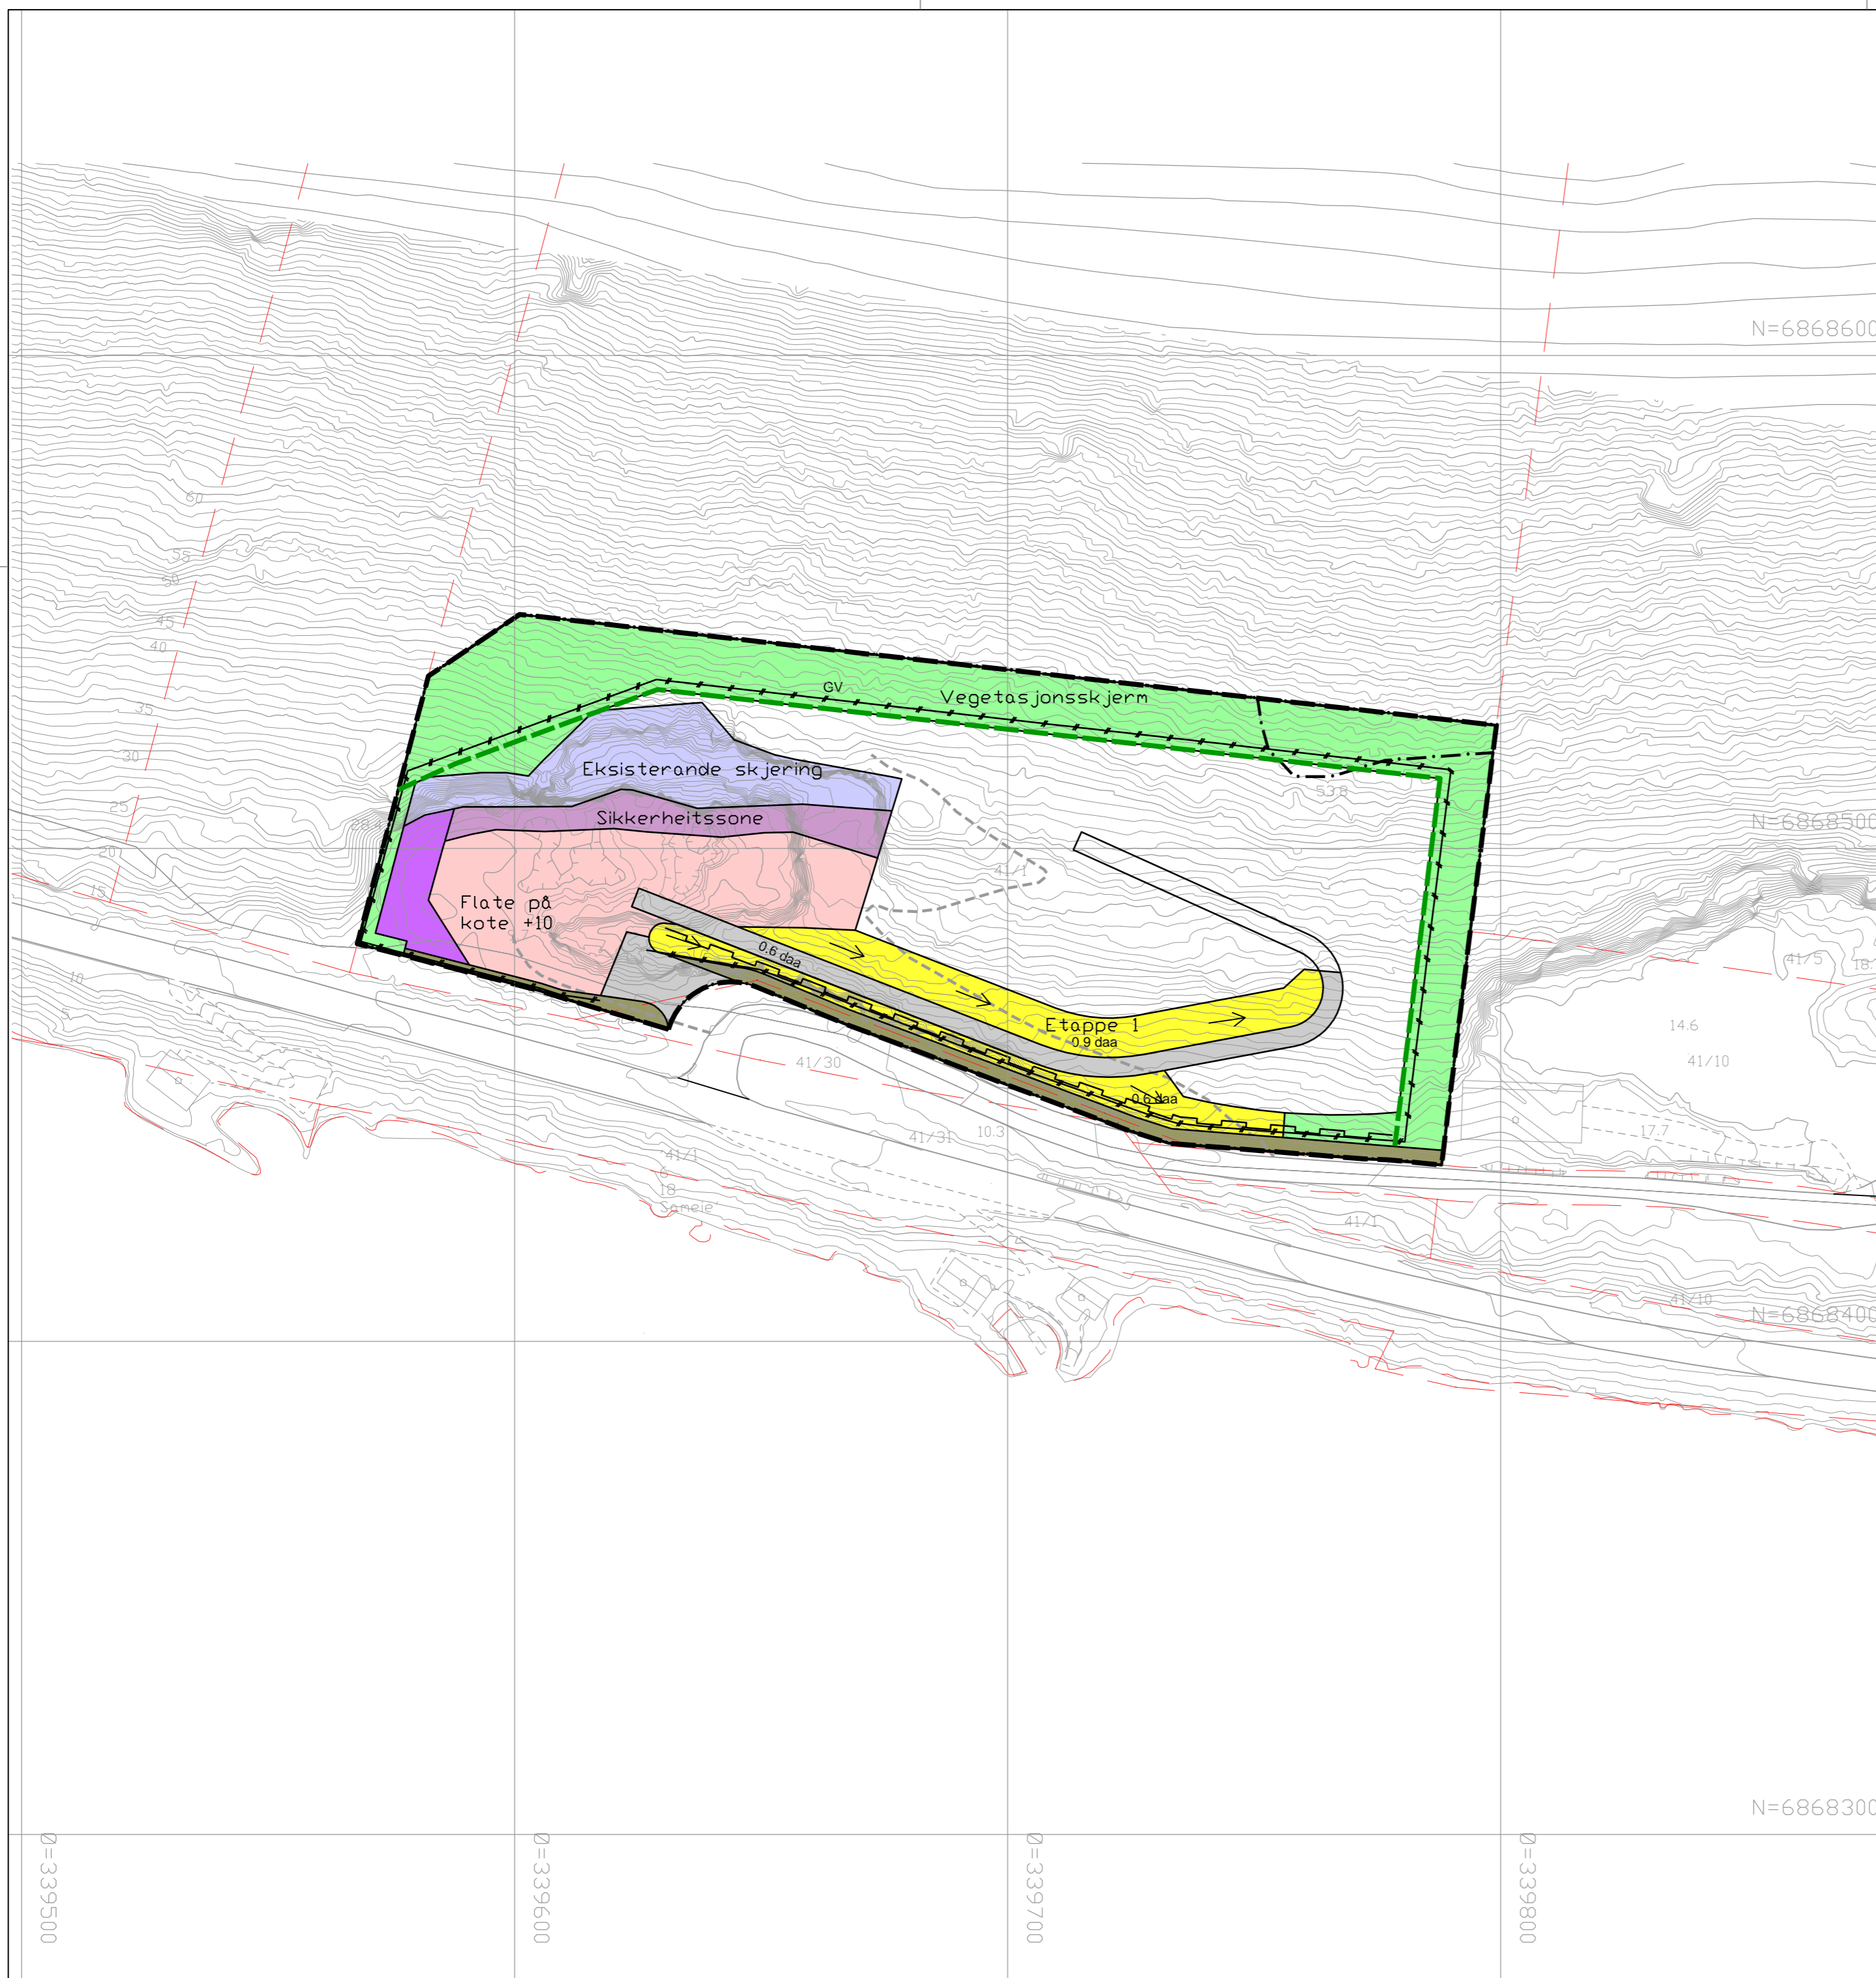 N=6868600
60
55
50
45
40
35
30
25
20
15
10
5
GV
Vegetasjonsskjerm
Eksisterande skjering
53.8
Sikkerheitssone
N=6868500
41/1
Flate på
kote +10
0.6 daa
41/5
18.
14.6
Etappe 1
0.9 daa
41/10
41/30
0.6 daa
10.3
17.7
41/31
41/1
6
18
Sameie
41/1
41/10
N=6868400
N=6868300
Ø=339500
Ø=339600
Ø=339700
Ø=339800